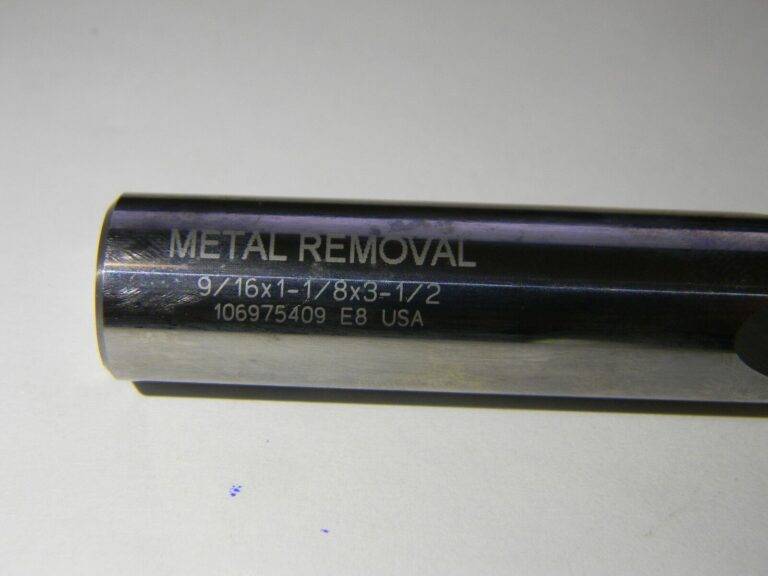 METAL REMOVAL
9/16x1-1/8x3-1/2
106975409 E8 USA